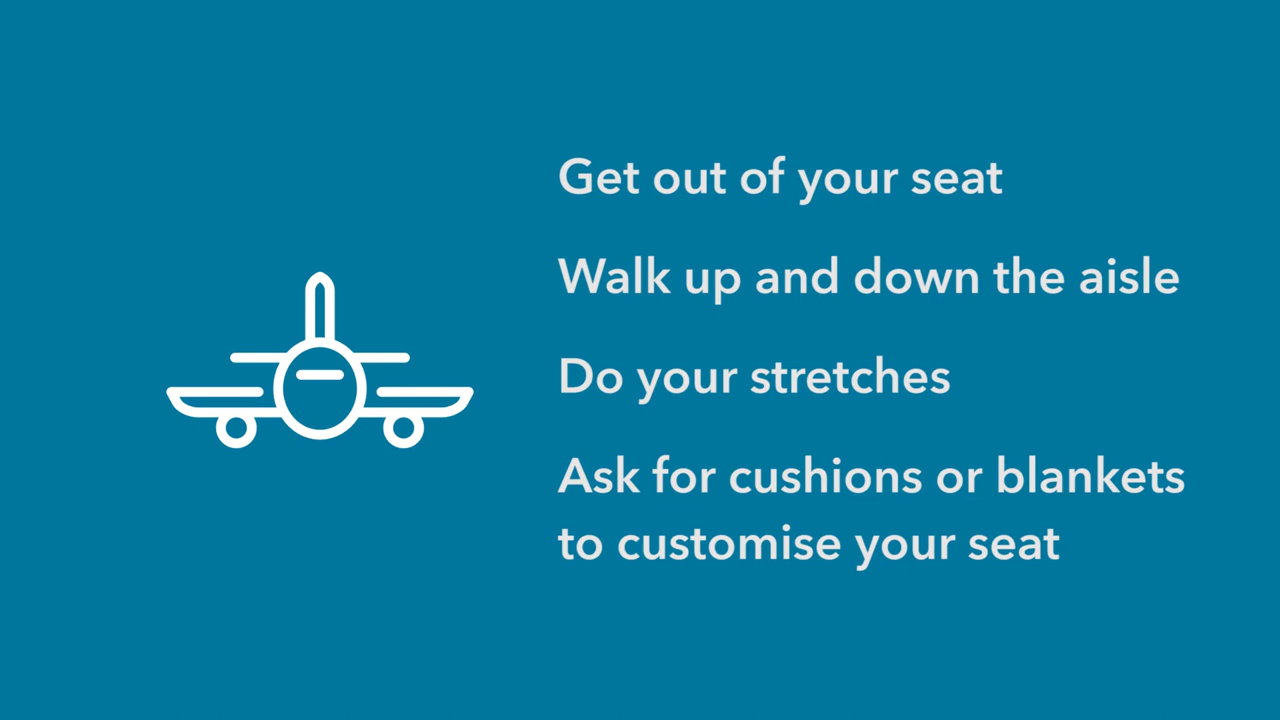 Get out of your seat
Walk up and down the aisle
Do your stretches
Ask for cushions or blankets
to customise your seat